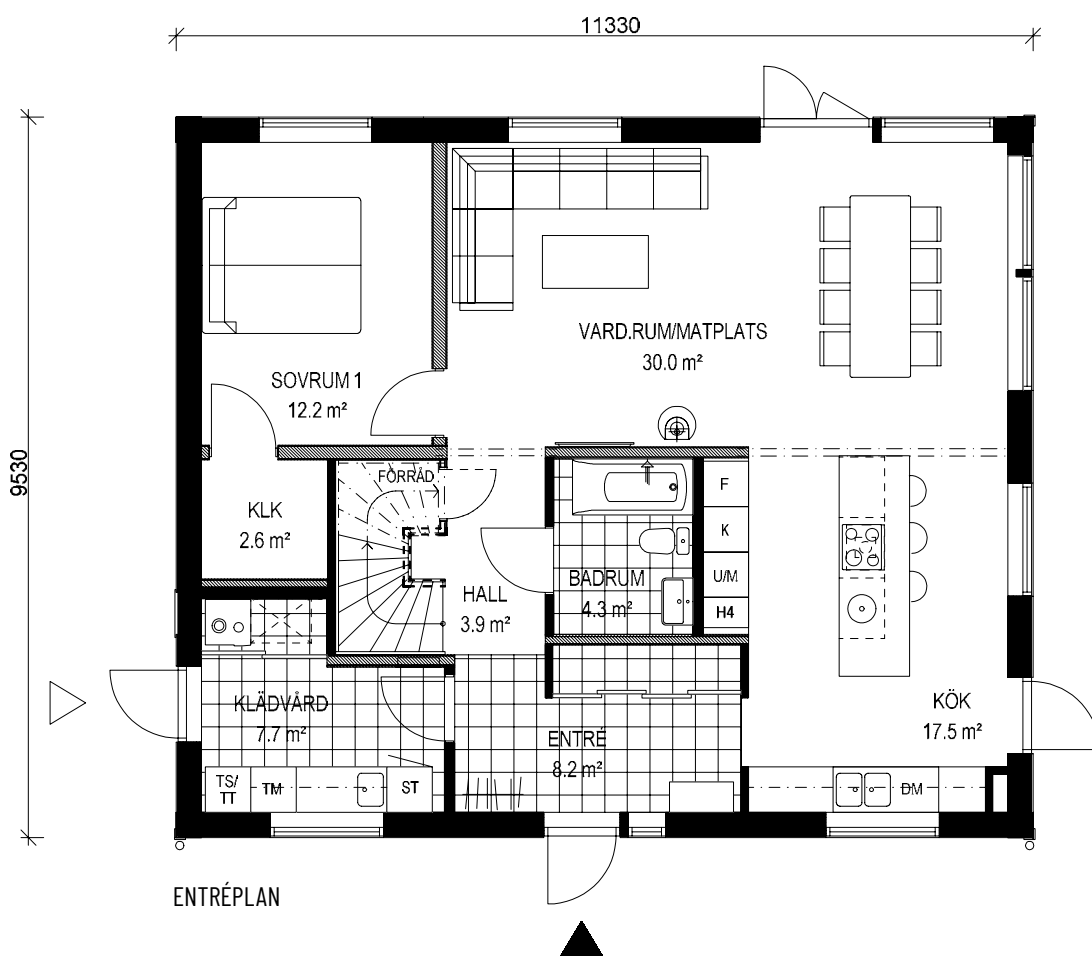 11330
9530
VARD.RUM/MATPLATS
30.0 m²
SOVRUM 1
12.2 m²
FÖRRÅD
F
KLK
2.6 m²
K
BADRUM
4.3 m²
U/M
HALL
3.9 m²
H4
KLÄDVÅRD
7.7 m²
KÖK
17.5 m²
ENTRÉ
8.2 m²
TS/
TT
TM
ST
DM
ENTRÉPLAN